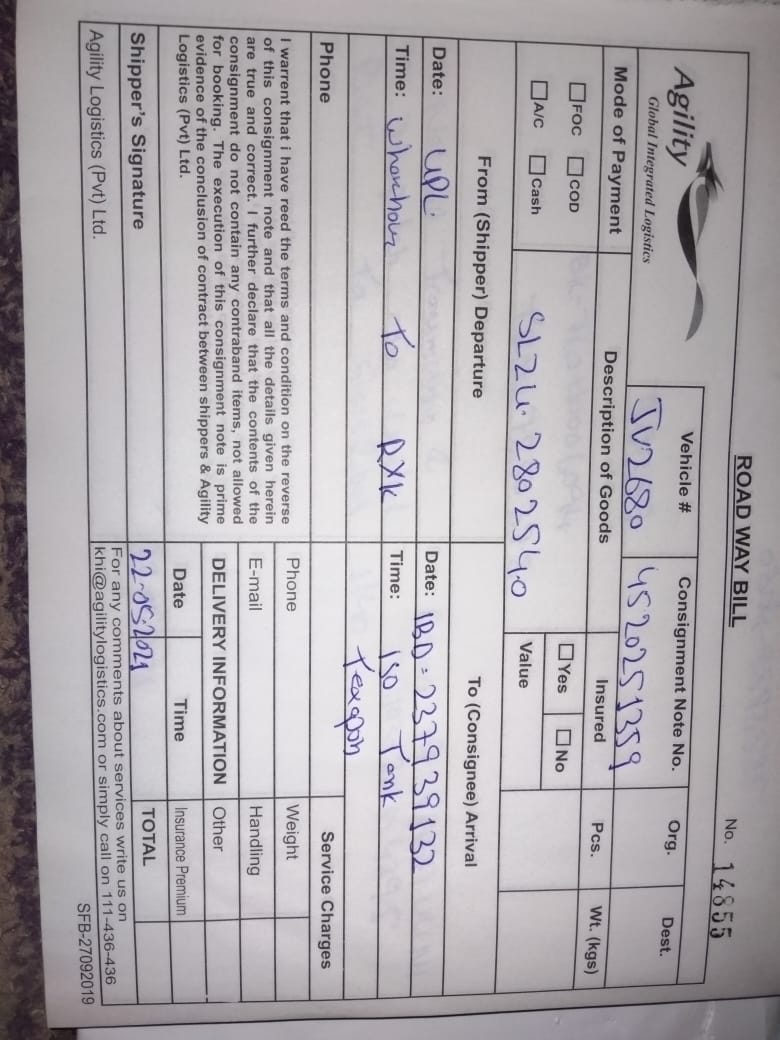 ROAD WAY BILL
No. 14855
Agility
Global Integrated Logistics
Vehicle #
JV2680
Consignment Note No.
4520251359
Org.
Dest.
Mode of Payment
FOC COD
A/C Cash
Description of Goods
SLZU.2802540
Insured
Yes No
Value
Pcs.
Wt. (kgs)
From (Shipper) Departure
To (Consignee) Arrival
Date: UPL
Date: IBD = 237939132
Time: To RXK
Time: ISO Tank
Phone
I warrent that i have reed the terms and condition on the reverse
of this consignment note and that all the details given herein
are true and correct. I further declare that the contents of the
consignment do not contain any contraband items, not allowed
for booking. The execution of this consignment note is prime
evidence of the conclusion of contract between shippers & Agility
Logistics (Pvt) Ltd.
Shipper's Signature
Agility Logistics (Pvt) Ltd.
Phone
E-mail
DELIVERY INFORMATION
Date Time
22-05-2021
Service Charges
Weight
Handling
Other
Insurance Premium
TOTAL
For any comments about services write us on
khi@agilitylogistics.com or simply call on 111-436-436
SFB-27092019